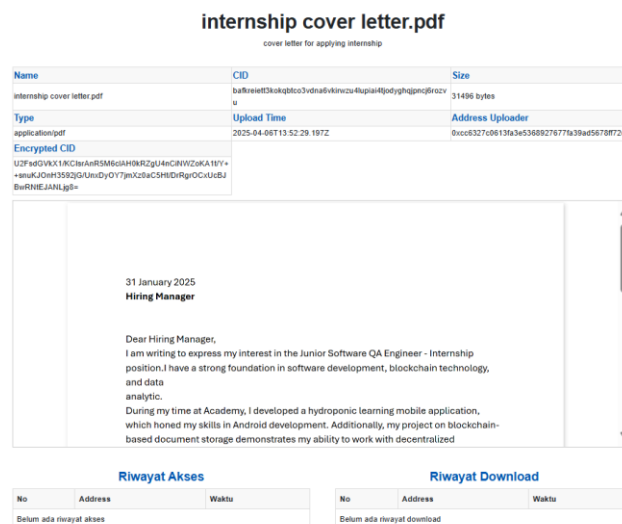 internship cover letter.pdf
cover letter for applying internship
Name CID Size
internship cover letter.pdf 31496 bytes
Type Upload Time Address Uploader
application/pdf 2025-04-06T13:52:29.197Z
Encrypted CID
31 January 2025
Hiring Manager
Dear Hiring Manager,
I am writing to express my interest in the Junior Software QA Engineer - Internship
position.I have a strong foundation in software development, blockchain technology,
and data
analytic.
During my time at Academy, I developed a hydroponic learning mobile application,
which honed my skills in Android development. Additionally, my project on blockchain-
based document storage demonstrates my ability to work with decentralized
Riwayat Akses Riwayat Download
No Address Waktu No Address Waktu
Belum ada riwayat akses Belum ada riwayat download